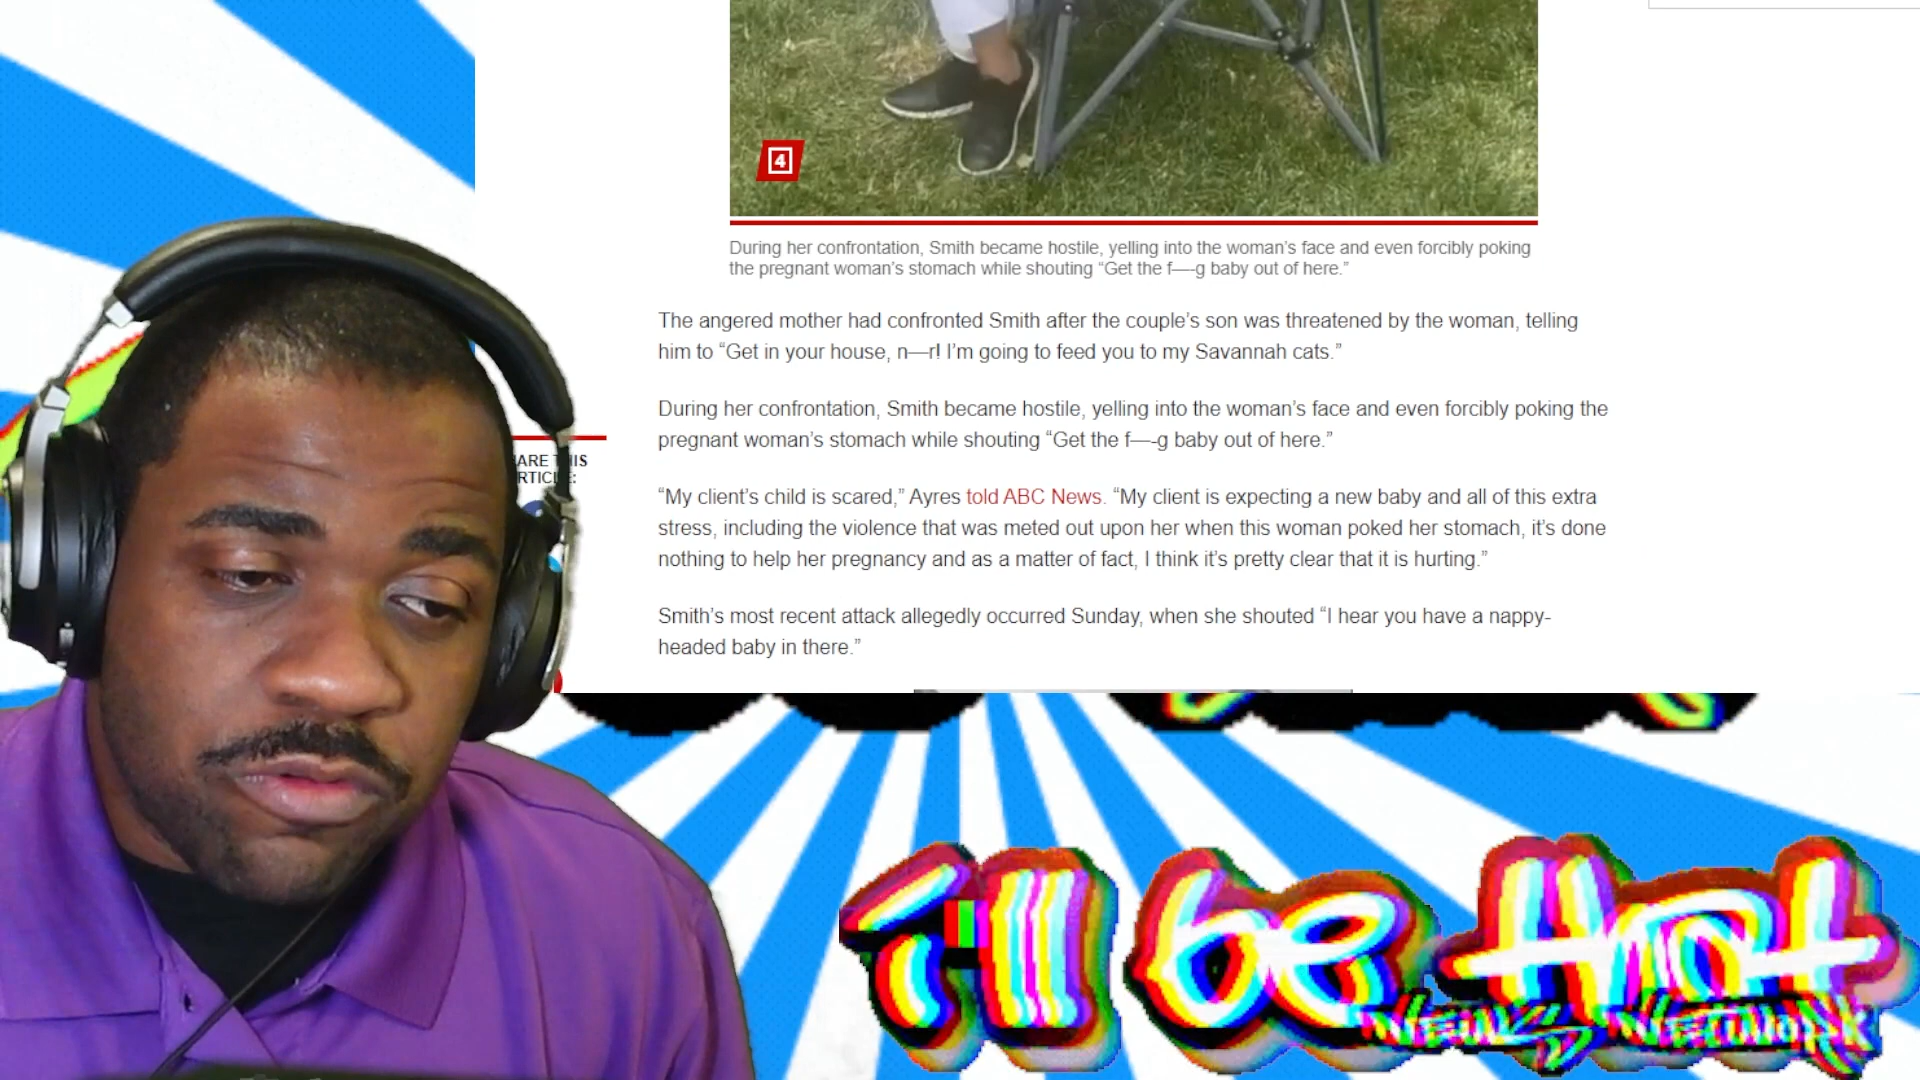 4
During her confrontation, Smith became hostile, yelling into the woman’s face and even forcibly poking
the pregnant woman’s stomach while shouting “Get the f—-g baby out of here.”
The angered mother had confronted Smith after the couple’s son was threatened by the woman, telling
him to “Get in your house, n—r! I’m going to feed you to my Savannah cats.”
During her confrontation, Smith became hostile, yelling into the woman’s face and even forcibly poking the
pregnant woman’s stomach while shouting “Get the f—-g baby out of here.”
“My client’s child is scared,” Ayres told ABC News. “My client is expecting a new baby and all of this extra
stress, including the violence that was meted out upon her when this woman poked her stomach, it’s done
nothing to help her pregnancy and as a matter of fact, I think it’s pretty clear that it is hurting.”
Smith’s most recent attack allegedly occurred Sunday, when she shouted “I hear you have a nappy-
headed baby in there.”
i'll be Hot
NEWS NETWORK